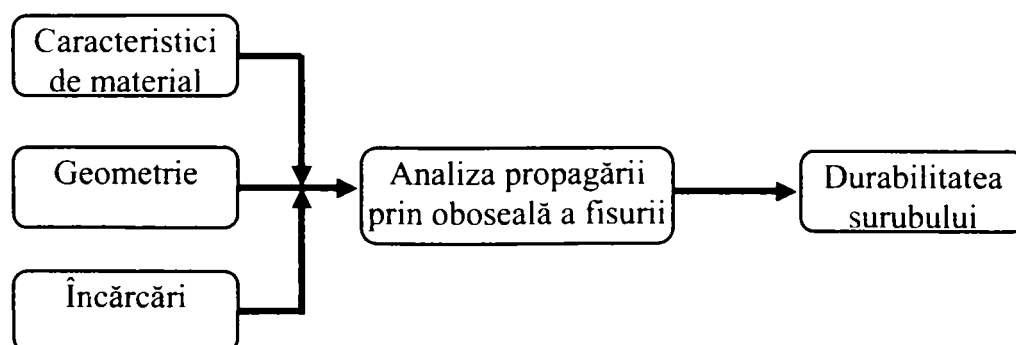 Caracteristici
de material
Geometrie
Încărcări
Analiza propagării
prin oboseală a fisurii
Durabilitatea
surubului